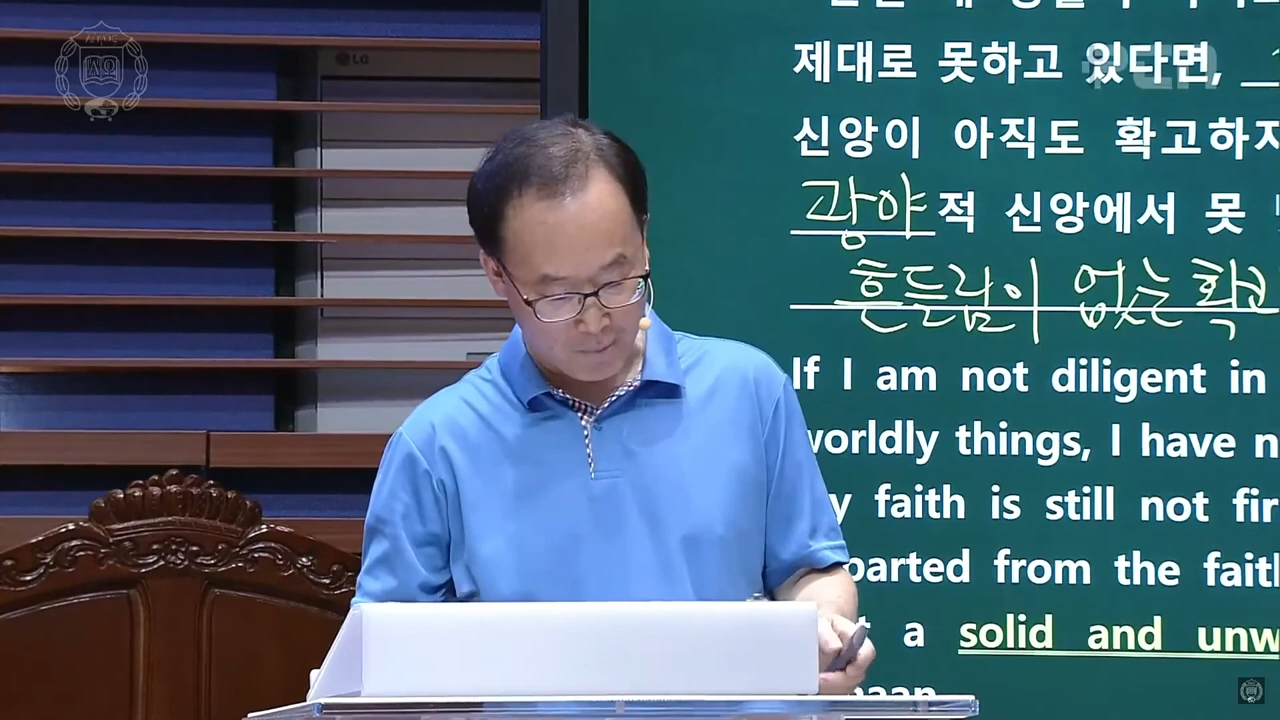 LG
제대로 못하고 있다면,
신앙이 아직도 확고하지
광야적 신앙에서 못
흔들림이 없는 확
If I am not diligent in
worldly things, I have n
y faith is still not fir
parted from the fait
t a solid and unw
naan